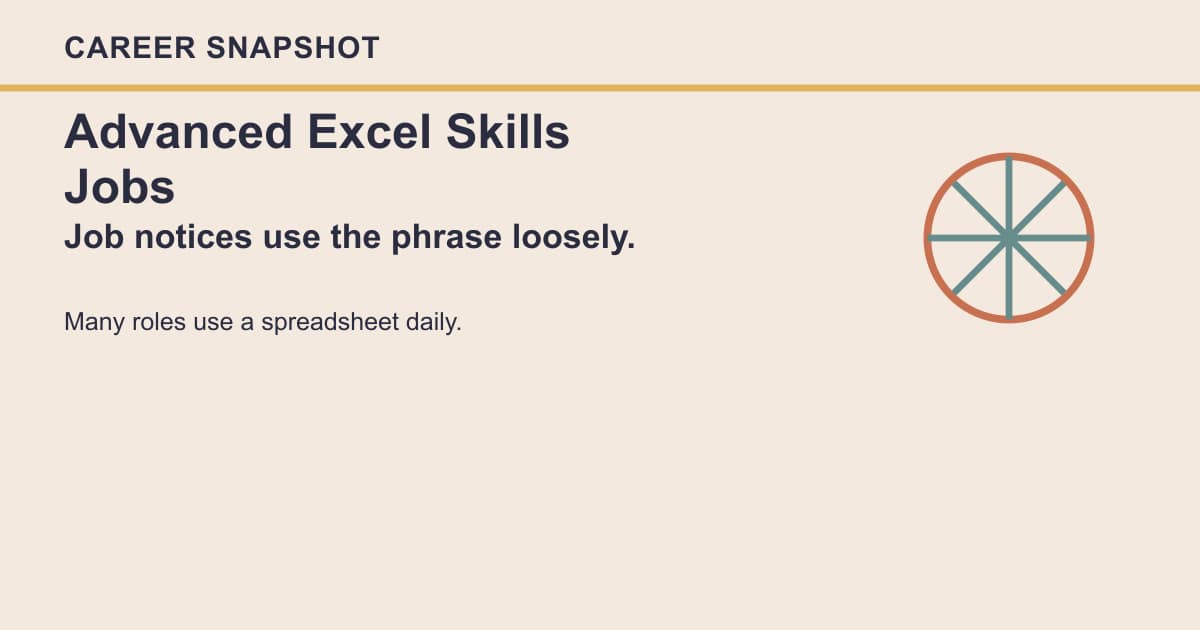 CAREER SNAPSHOT
Advanced Excel Skills
Jobs
Job notices use the phrase loosely.
Many roles use a spreadsheet daily.